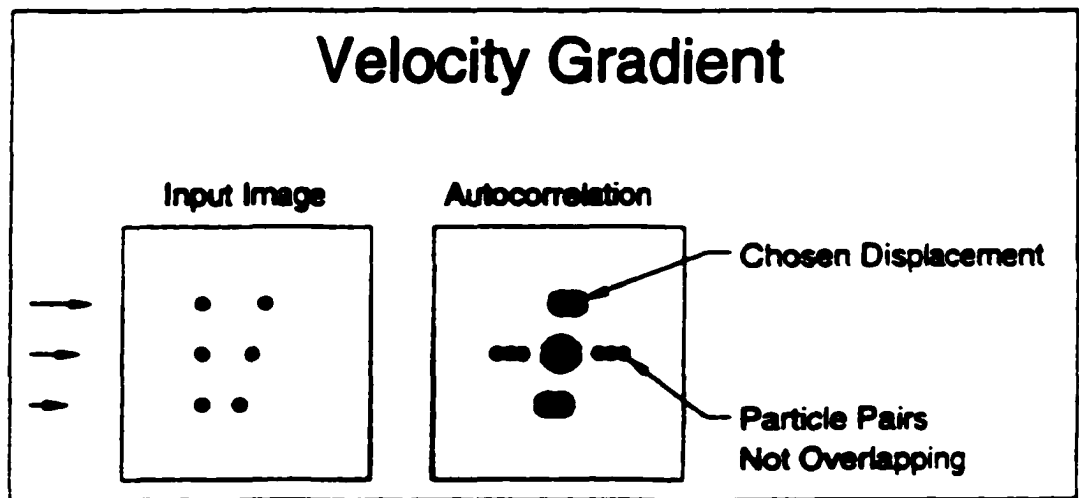 Velocity Gradient
Input Image
Autocorrelation
Chosen Displacement
Particle Pairs
Not Overlapping